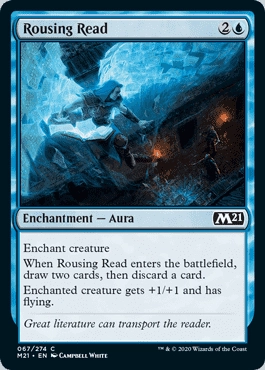 Rousing Read 2
Enchantment — Aura M21
Enchant creature
When Rousing Read enters the battlefield,
draw two cards, then discard a card.
Enchanted creature gets +1/+1 and has
flying.
Great literature can transport the reader.
067/274 C
M21 • EN CAMPBELL WHITE ™ & © 2020 Wizards of the Coast